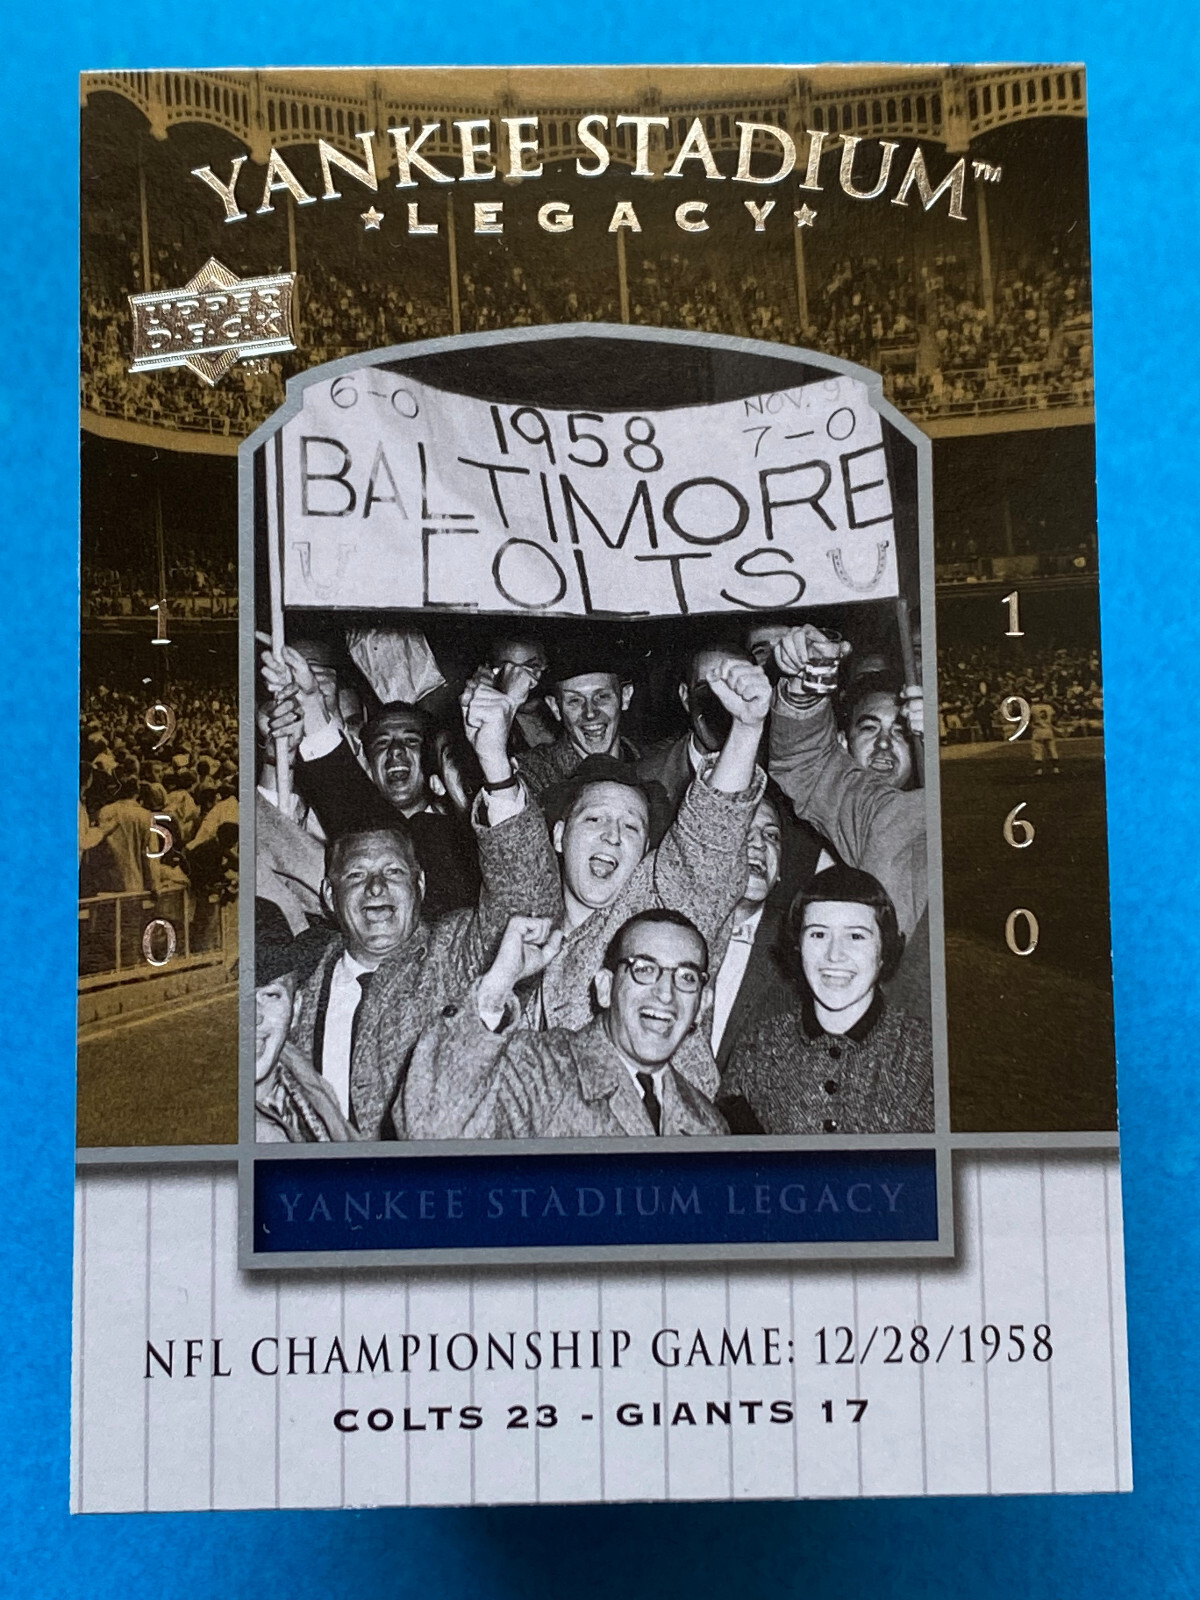 YANKEE STADIUM™
★LEGACY★
UPPER
D·E·C·K
6-0
NOV. 9
1958
7-0
BALTIMORE
COLTS
1
9
5
0
1
9
6
0
YANKEE STADIUM LEGACY
NFL CHAMPIONSHIP GAME: 12/28/1958
COLTS 23 - GIANTS 17